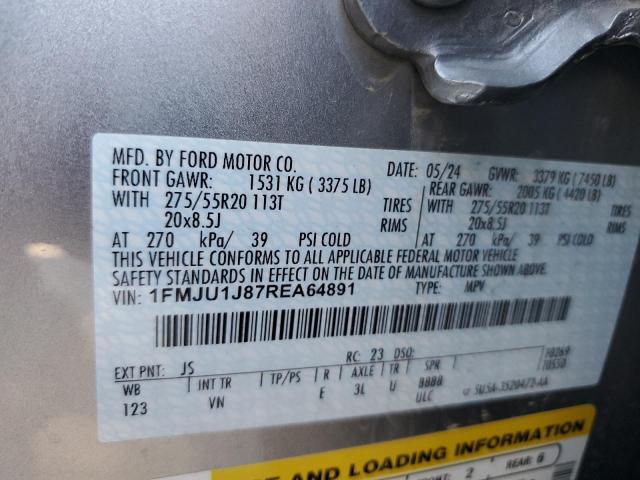 MFD. BY FORD MOTOR CO.
DATE: 05/24 GVWR: 3379 KG ( 7450 LB)
FRONT GAWR: 1531 KG ( 3375 LB)
REAR GAWR: 2005 KG ( 4420 LB)
WITH 275/55R20 113T TIRES
WITH 275/55R20 113T TIRES
20x8.5J RIMS
20x8.5J RIMS
AT 270 kPa/ 39 PSI COLD
AT 270 kPa/ 39 PSI COLD
THIS VEHICLE CONFORMS TO ALL APPLICABLE FEDERAL MOTOR VEHICLE
SAFETY STANDARDS IN EFFECT ON THE DATE OF MANUFACTURE SHOWN ABOVE.
VIN: 1FMJU1J87REA64891
TYPE: MPV
EXT PNT: JS RC: 23 DSO:
WB INT TR TP/PS R AXLE TR SPR
123 VN E 3L U 8888
ULC
AND LOADING INFORMATION
2 REAR: 6